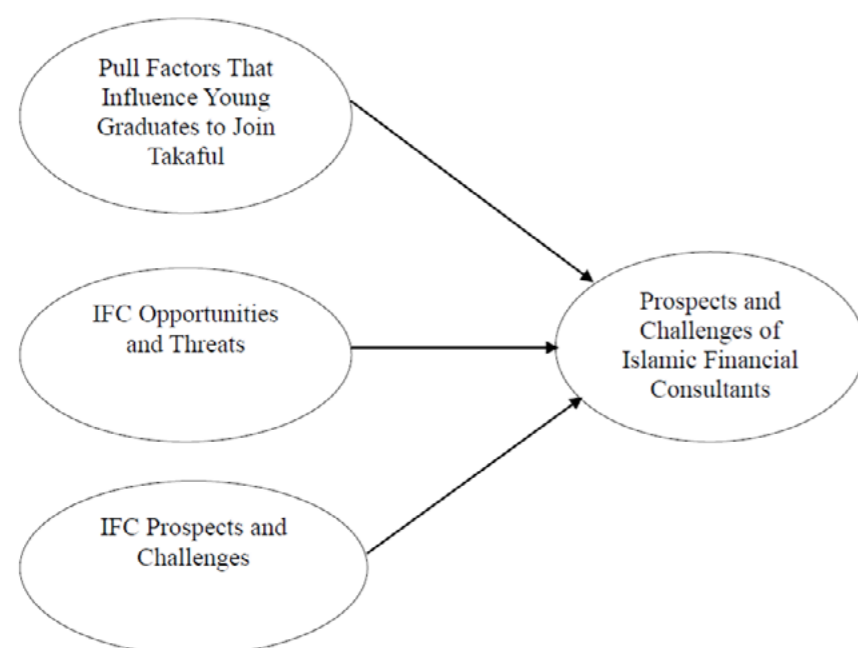 Pull Factors That
Influence Young
Graduates to Join
Takaful
IFC Opportunities
and Threats
Prospects and
Challenges of
Islamic Financial
Consultants
IFC Prospects and
Challenges